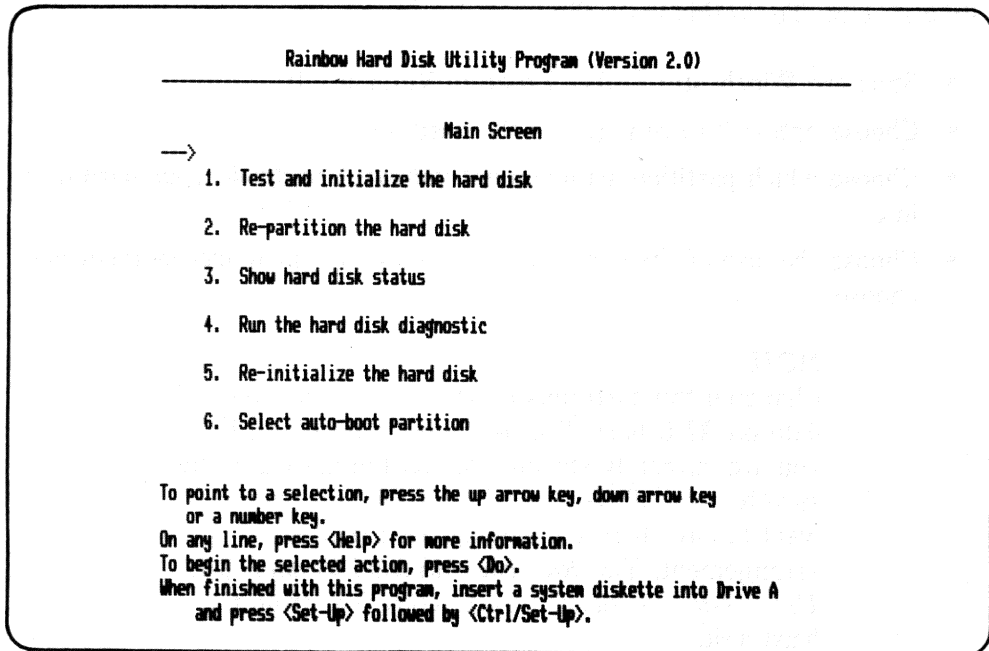 Rainbow Hard Disk Utility Program (Version 2.0)
Main Screen
-->
1. Test and initialize the hard disk
2. Re-partition the hard disk
3. Show hard disk status
4. Run the hard disk diagnostic
5. Re-initialize the hard disk
6. Select auto-boot partition
To point to a selection, press the up arrow key, down arrow key
or a number key.
On any line, press <Help> for more information.
To begin the selected action, press <Do>.
When finished with this program, insert a system diskette into Drive A
and press <Set-Up> followed by <Ctrl/Set-Up>.